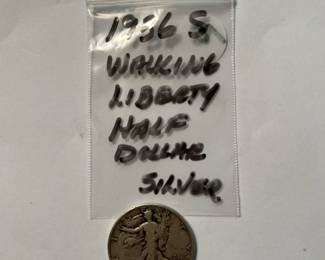 1936 S
WALKING
LIBERTY
HALF
DOLLAR
SILVER